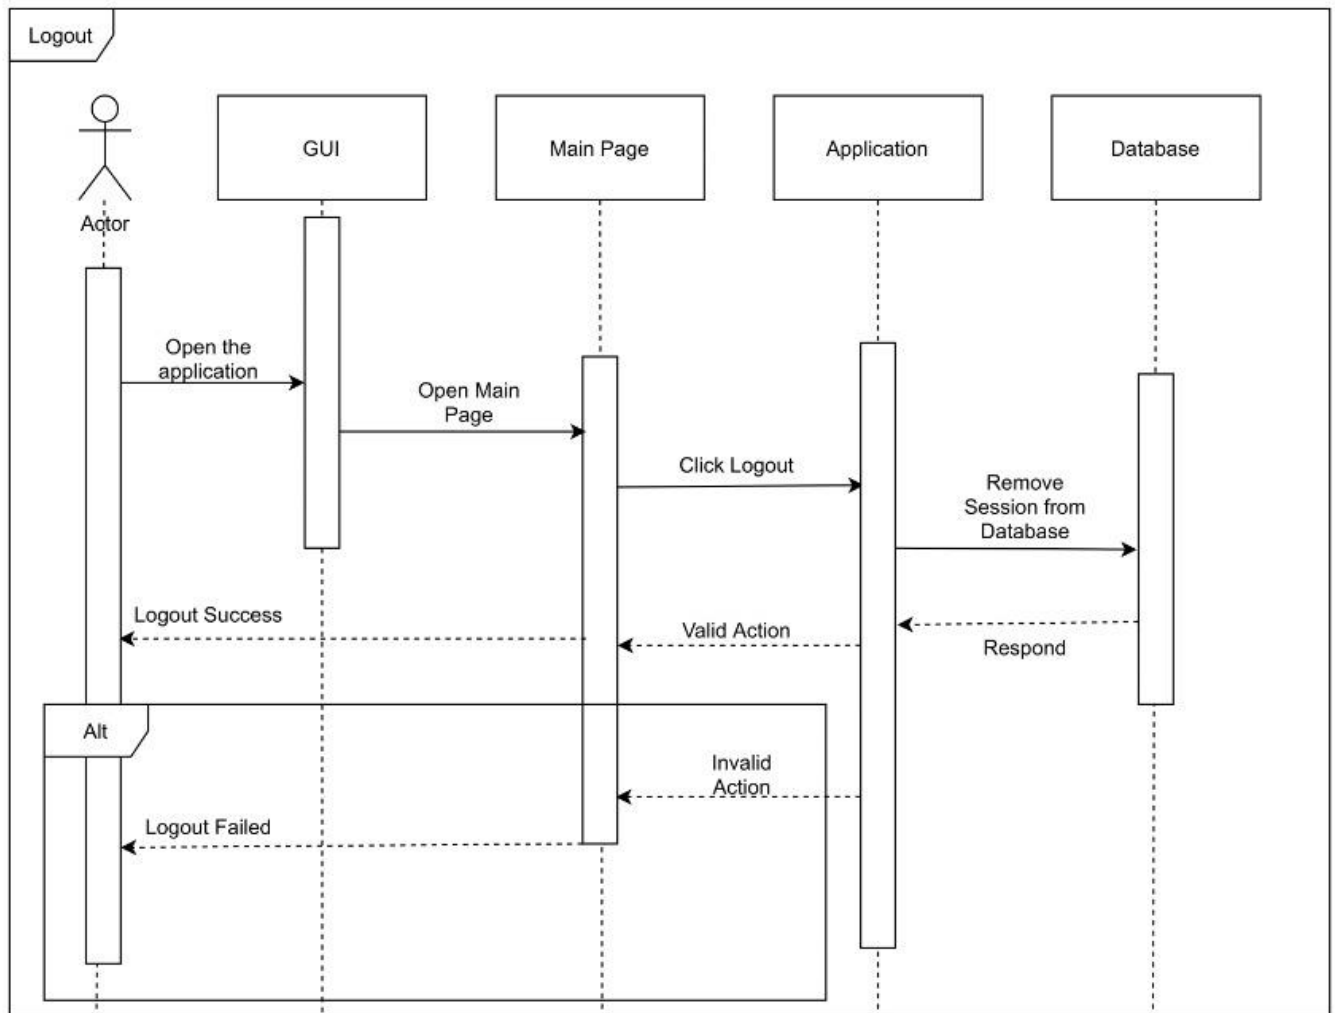 Logout
Actor
GUI
Main Page
Application
Database
Open the
application
Open Main
Page
Click Logout
Remove
Session from
Database
Logout Success
Valid Action
Respond
Alt
Invalid
Action
Logout Failed